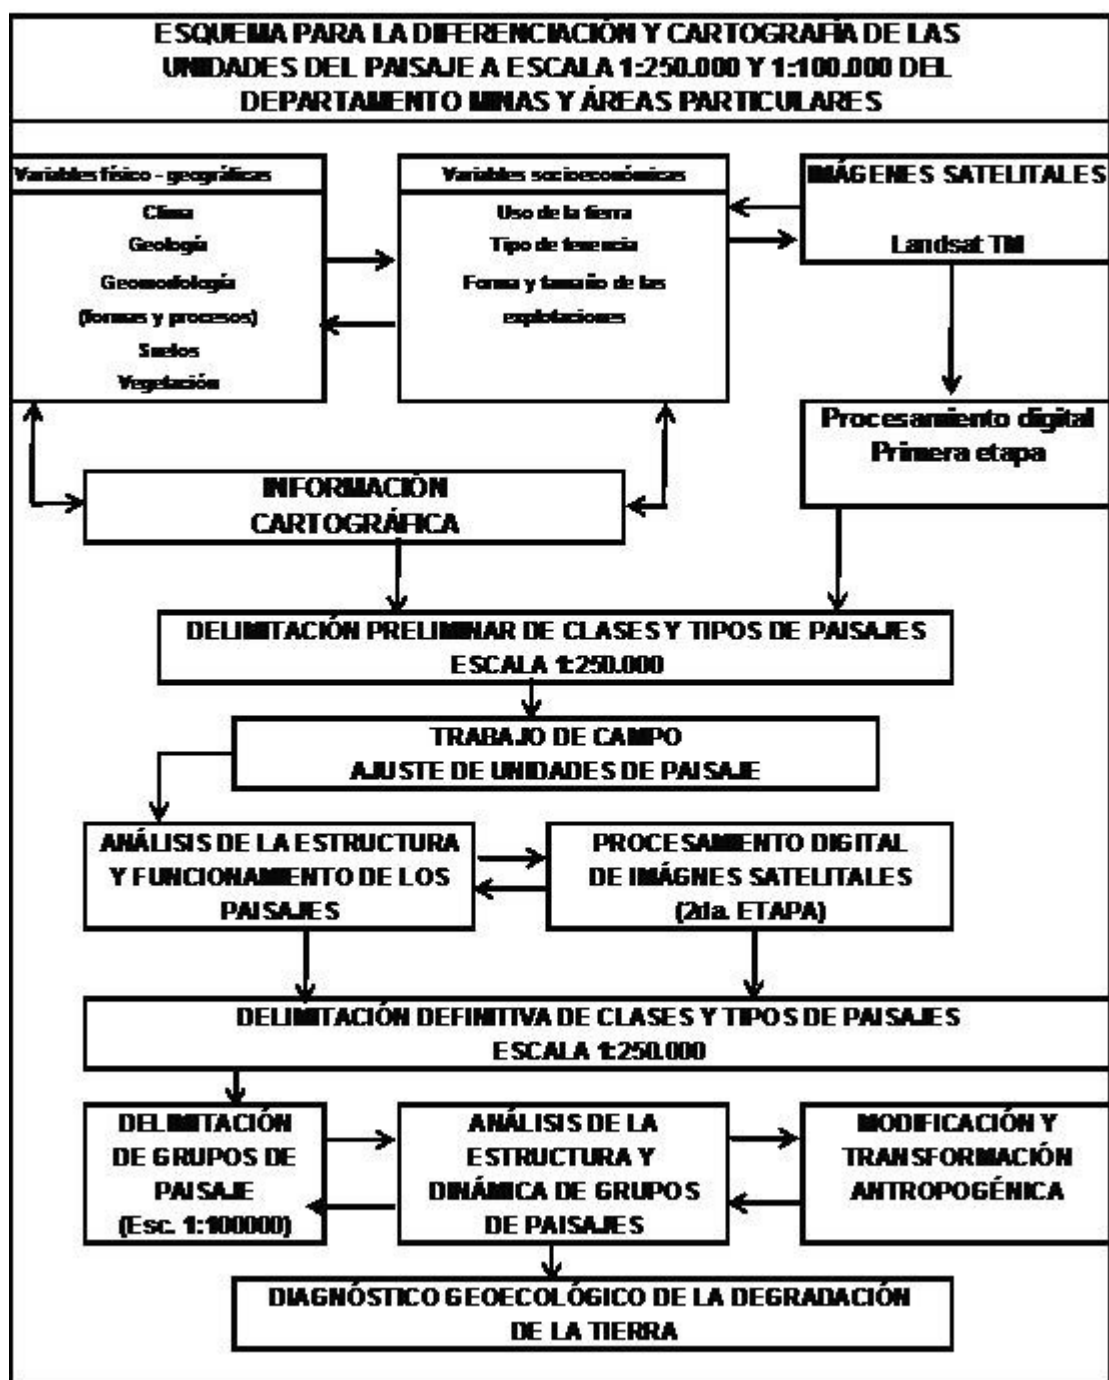 ESQUEMA PARA LA DIFERENCIACIÓN Y CARTOGRAFÍA DE LAS
UNIDADES DEL PAISAJE A ESCALA 1:250.000 Y 1:100.000 DEL
DEPARTAMENTO MINAS Y ÁREAS PARTICULARES
Variables físico - geográficas
Clima
Geología
Geomorfología
(formas y procesos)
Suelos
Vegetación
Variables socioeconómicas
Uso de la tierra
Tipo de tenencia
Forma y tamaño de las
explotaciones
IMÁGENES SATELITALES
Landsat TM
Procesamiento digital
Primera etapa
INFORMACIÓN
CARTOGRÁFICA
DELIMITACIÓN PRELIMINAR DE CLASES Y TIPOS DE PAISAJES
ESCALA 1:250.000
TRABAJO DE CAMPO
AJUSTE DE UNIDADES DE PAISAJE
ANÁLISIS DE LA ESTRUCTURA
Y FUNCIONAMIENTO DE LOS
PAISAJES
PROCESAMIENTO DIGITAL
DE IMÁGNES SATELITALES
(2da. ETAPA)
DELIMITACIÓN DEFINITIVA DE CLASES Y TIPOS DE PAISAJES
ESCALA 1:250.000
DELIMITACIÓN
DE GRUPOS DE
PAISAJE
(Esc. 1:100000)
ANÁLISIS DE LA
ESTRUCTURA Y
DINÁMICA DE GRUPOS
DE PAISAJES
MODIFICACIÓN Y
TRANSFORMACIÓN
ANTROPOGÉNICA
DIAGNÓSTICO GEOECOLÓGICO DE LA DEGRADACIÓN
DE LA TIERRA